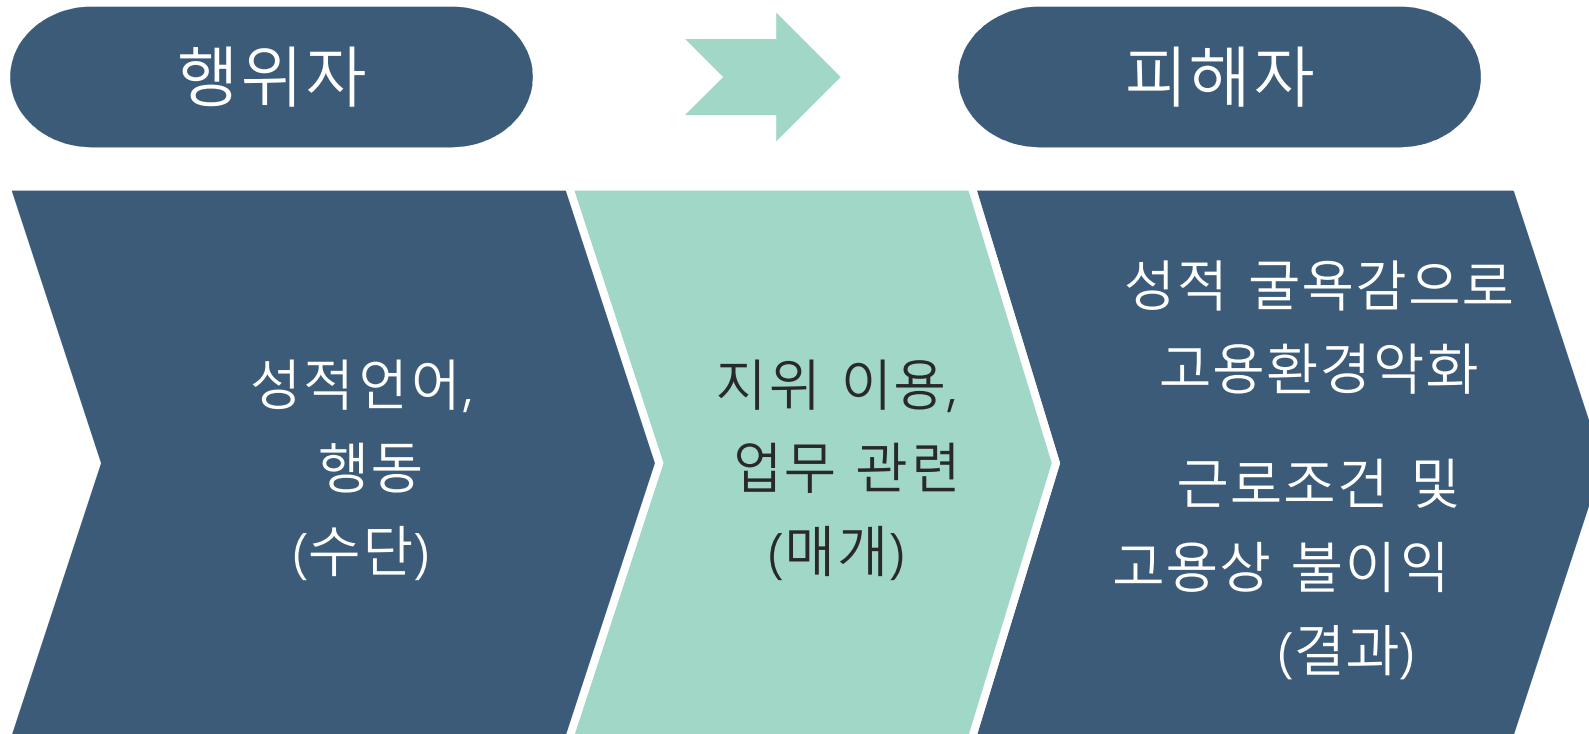 행위자
피해자
성적언어,
행동
(수단)
지위 이용,
업무 관련
(매개)
성적 굴욕감으로
고용환경악화
근로조건 및
고용상 불이익
(결과)